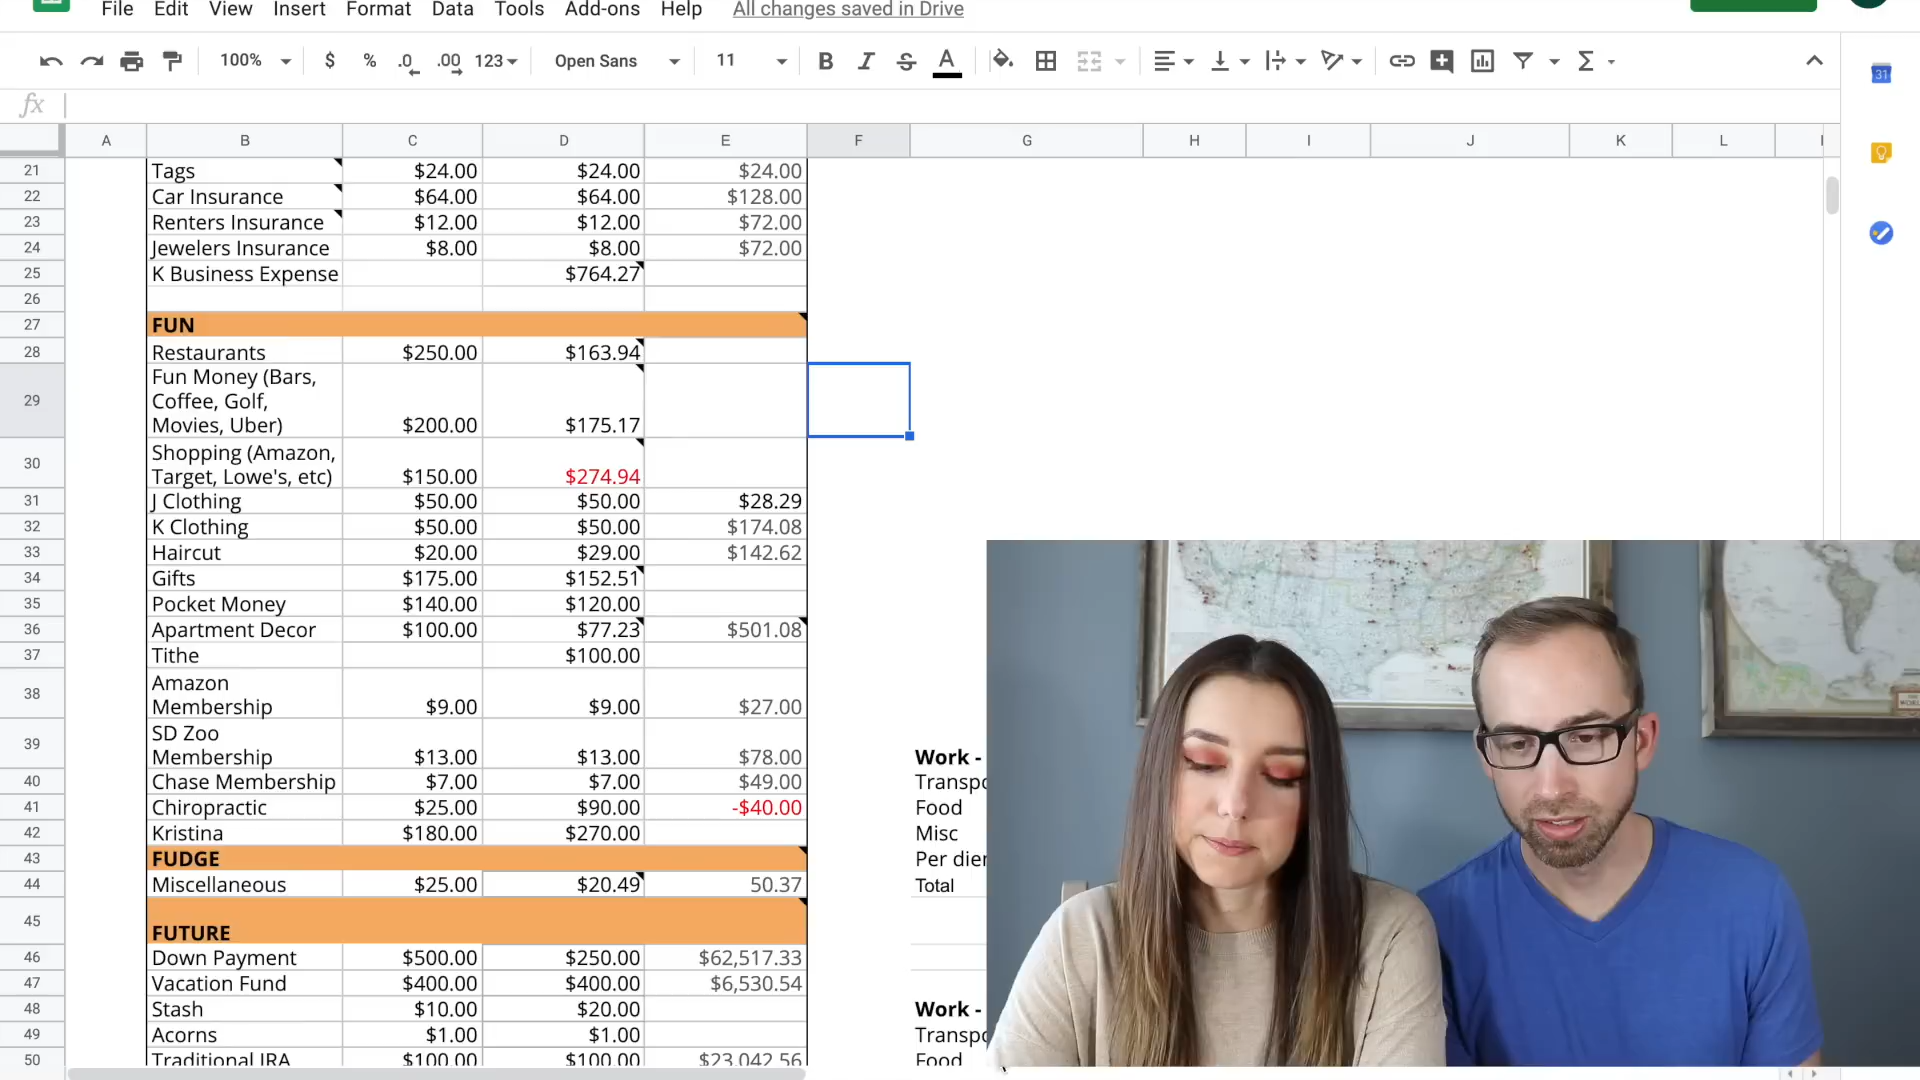 File Edit View Insert Format Data Tools Add-ons Help All changes saved in Drive
100% $ % .0 .00 123 Open Sans 11 B I S A Σ
fx
A B C D E F G H I J K L
21 Tags $24.00 $24.00 $24.00
22 Car Insurance $64.00 $64.00 $128.00
23 Renters Insurance $12.00 $12.00 $72.00
24 Jewelers Insurance $8.00 $8.00 $72.00
25 K Business Expense $764.27
26
27 FUN
28 Restaurants $250.00 $163.94
Fun Money (Bars,
29 Coffee, Golf,
Movies, Uber) $200.00 $175.17
30 Shopping (Amazon,
Target, Lowe's, etc) $150.00 $274.94
31 J Clothing $50.00 $50.00 $28.29
32 K Clothing $50.00 $50.00 $174.08
33 Haircut $20.00 $29.00 $142.62
34 Gifts $175.00 $152.51
35 Pocket Money $140.00 $120.00
36 Apartment Decor $100.00 $77.23 $501.08
37 Tithe $100.00
38 Amazon
Membership $9.00 $9.00 $27.00
39 SD Zoo
Membership $13.00 $13.00 $78.00 Work -
40 Chase Membership $7.00 $7.00 $49.00 Transpo
41 Chiropractic $25.00 $90.00 -$40.00 Food
42 Kristina $180.00 $270.00 Misc
43 FUDGE Per dien
44 Miscellaneous $25.00 $20.49 50.37 Total
45 FUTURE
46 Down Payment $500.00 $250.00 $62,517.33
47 Vacation Fund $400.00 $400.00 $6,530.54
48 Stash $10.00 $20.00 Work -
49 Acorns $1.00 $1.00 Transpo
50 Traditional IRA $100.00 $100.00 $23,042.56 Food
31